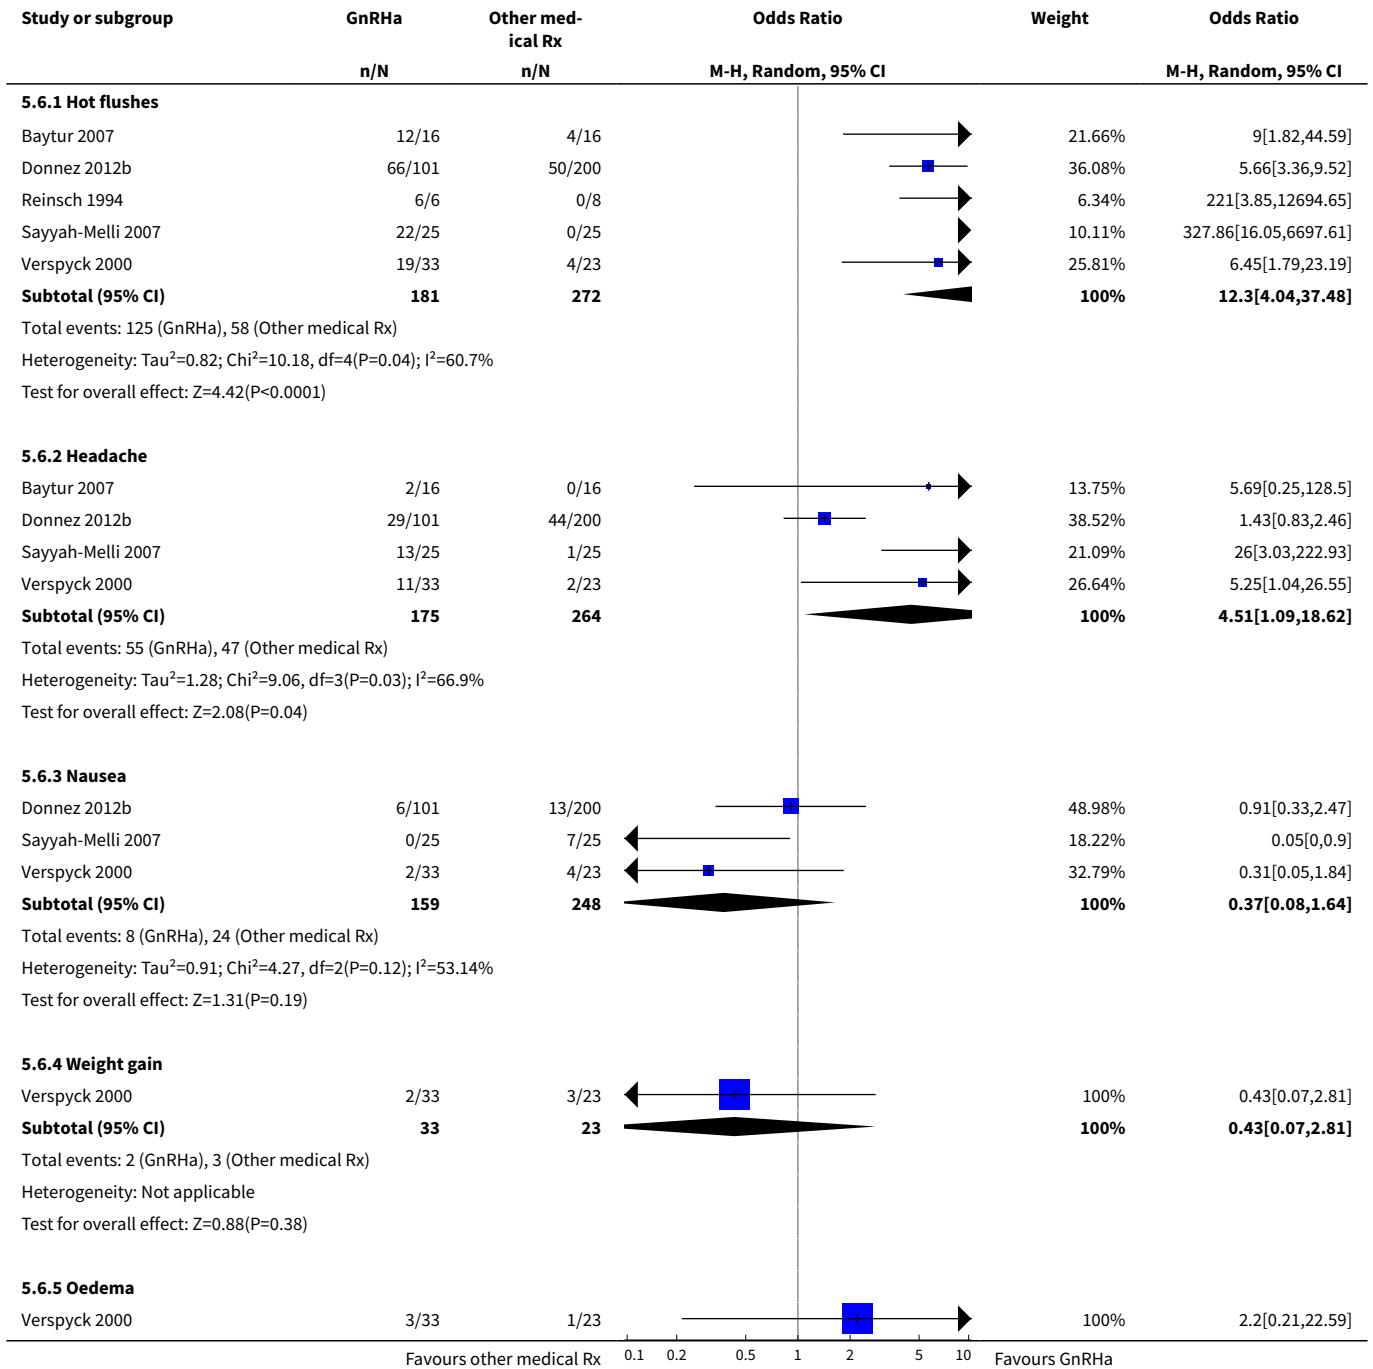 Study or subgroup GnRHa Other med- Odds Ratio Weight Odds Ratio
ical Rx
n/N n/N M-H, Random, 95% CI M-H, Random, 95% CI
5.6.1 Hot flushes
Baytur 2007 12/16 4/16 21.66% 9[1.82,44.59]
Donnez 2012b 66/101 50/200 36.08% 5.66[3.36,9.52]
Reinsch 1994 6/6 0/8 6.34% 221[3.85,12694.65]
Sayyah-Melli 2007 22/25 0/25 10.11% 327.86[16.05,6697.61]
Verspyck 2000 19/33 4/23 25.81% 6.45[1.79,23.19]
Subtotal (95% CI) 181 272 100% 12.3[4.04,37.48]
Total events: 125 (GnRHa), 58 (Other medical Rx)
Heterogeneity: Tau²=0.82; Chi²=10.18, df=4(P=0.04); I²=60.7%
Test for overall effect: Z=4.42(P<0.0001)
5.6.2 Headache
Baytur 2007 2/16 0/16 13.75% 5.69[0.25,128.5]
Donnez 2012b 29/101 44/200 38.52% 1.43[0.83,2.46]
Sayyah-Melli 2007 13/25 1/25 21.09% 26[3.03,222.93]
Verspyck 2000 11/33 2/23 26.64% 5.25[1.04,26.55]
Subtotal (95% CI) 175 264 100% 4.51[1.09,18.62]
Total events: 55 (GnRHa), 47 (Other medical Rx)
Heterogeneity: Tau²=1.28; Chi²=9.06, df=3(P=0.03); I²=66.9%
Test for overall effect: Z=2.08(P=0.04)
5.6.3 Nausea
Donnez 2012b 6/101 13/200 48.98% 0.91[0.33,2.47]
Sayyah-Melli 2007 0/25 7/25 18.22% 0.05[0,0.9]
Verspyck 2000 2/33 4/23 32.79% 0.31[0.05,1.84]
Subtotal (95% CI) 159 248 100% 0.37[0.08,1.64]
Total events: 8 (GnRHa), 24 (Other medical Rx)
Heterogeneity: Tau²=0.91; Chi²=4.27, df=2(P=0.12); I²=53.14%
Test for overall effect: Z=1.31(P=0.19)
5.6.4 Weight gain
Verspyck 2000 2/33 3/23 100% 0.43[0.07,2.81]
Subtotal (95% CI) 33 23 100% 0.43[0.07,2.81]
Total events: 2 (GnRHa), 3 (Other medical Rx)
Heterogeneity: Not applicable
Test for overall effect: Z=0.88(P=0.38)
5.6.5 Oedema
Verspyck 2000 3/33 1/23 100% 2.2[0.21,22.59]
Favours other medical Rx 0.1 0.2 0.5 1 2 5 10 Favours GnRHa